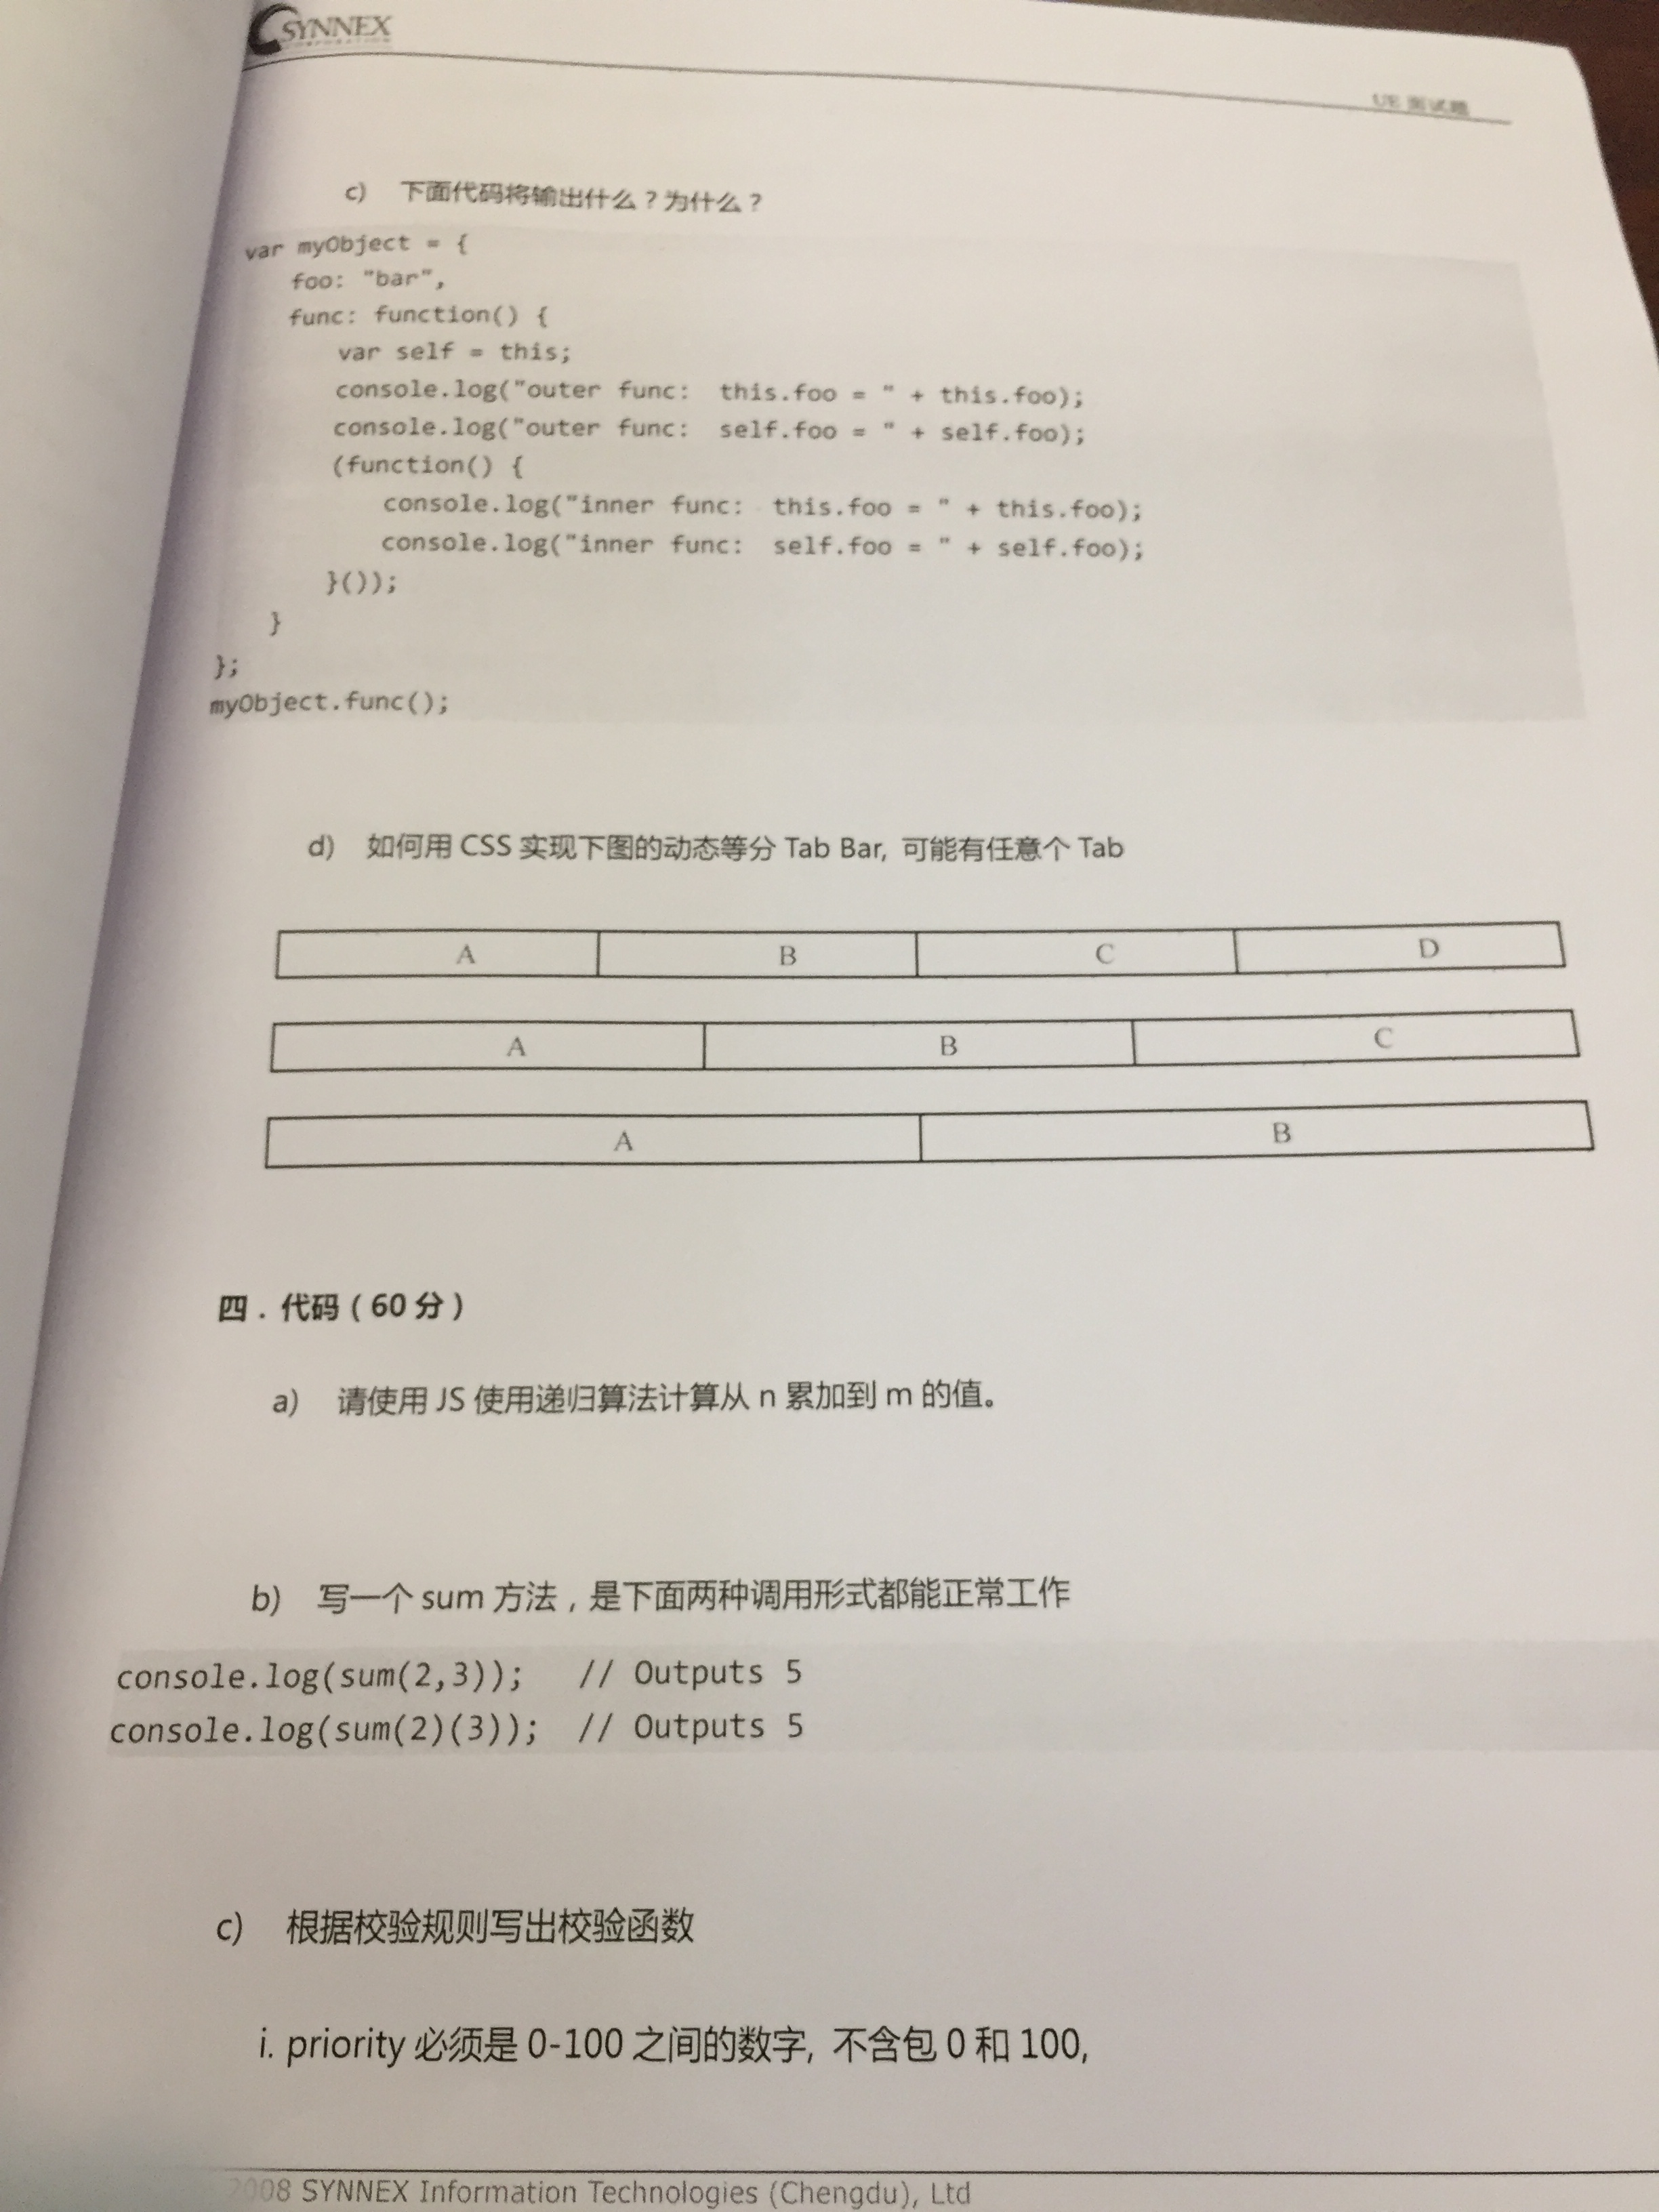 SYNNEX
CORPORATION
UE 面试题
c) 下面代码将输出什么？为什么？
var myObject = {
foo: "bar",
func: function() {
var self = this;
console.log("outer func:  this.foo = " + this.foo);
console.log("outer func:  self.foo = " + self.foo);
(function() {
console.log("inner func:  this.foo = " + this.foo);
console.log("inner func:  self.foo = " + self.foo);
}());
}
};
myObject.func();
d) 如何用 CSS 实现下图的动态等分 Tab Bar, 可能有任意个 Tab
A B C D
A B C
A B
四．代码（60 分）
a) 请使用 JS 使用递归算法计算从 n 累加到 m 的值。
b) 写一个 sum 方法，是下面两种调用形式都能正常工作
console.log(sum(2,3));   // Outputs 5
console.log(sum(2)(3));  // Outputs 5
c) 根据校验规则写出校验函数
i. priority 必须是 0-100 之间的数字, 不含包 0 和 100,
2008 SYNNEX Information Technologies (Chengdu), Ltd